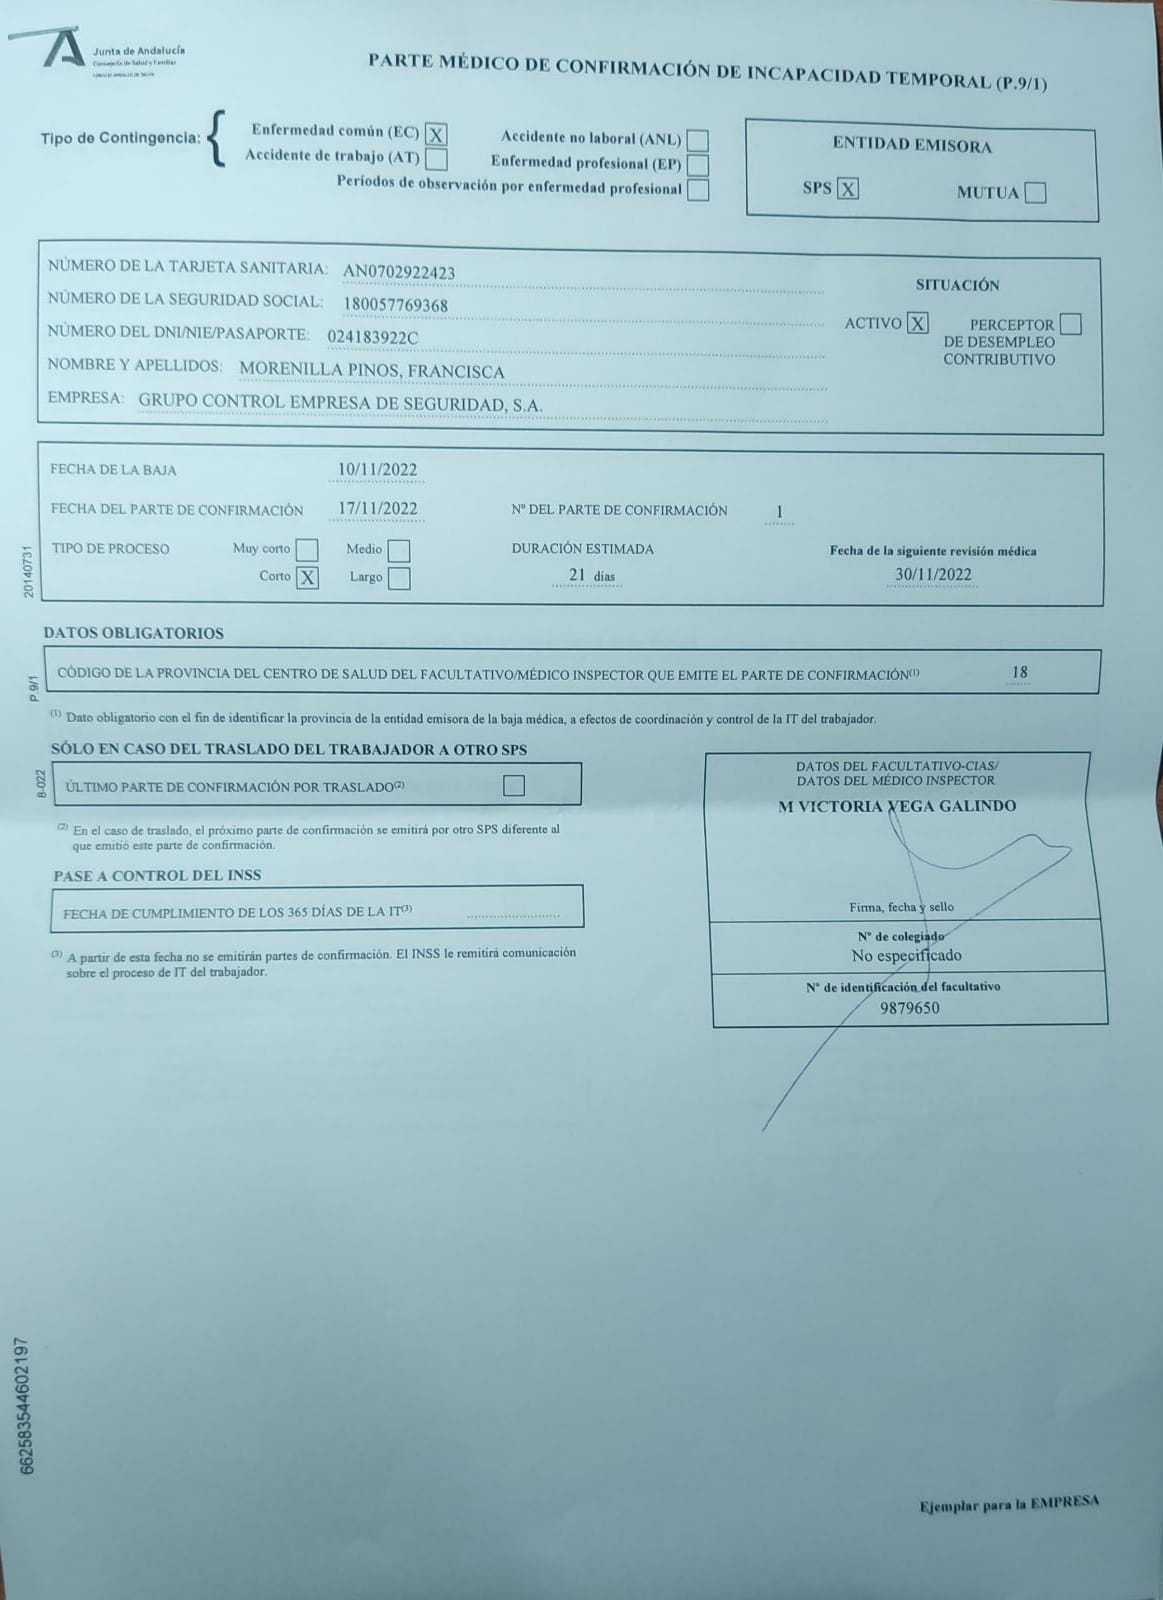 Junta de Andalucía
Consejería de Salud y Familias
SERVICIO ANDALUZ DE SALUD
PARTE MÉDICO DE CONFIRMACIÓN DE INCAPACIDAD TEMPORAL (P.9/1)
Tipo de Contingencia: {
Enfermedad común (EC) X
Accidente no laboral (ANL)
Accidente de trabajo (AT)
Enfermedad profesional (EP)
Períodos de observación por enfermedad profesional
ENTIDAD EMISORA
SPS X MUTUA
NÚMERO DE LA TARJETA SANITARIA: AN0702922423
NÚMERO DE LA SEGURIDAD SOCIAL: 180057769368
NÚMERO DEL DNI/NIE/PASAPORTE: 024183922C
NOMBRE Y APELLIDOS: MORENILLA PINOS, FRANCISCA
EMPRESA: GRUPO CONTROL EMPRESA DE SEGURIDAD, S.A.
SITUACIÓN
ACTIVO X PERCEPTOR
DE DESEMPLEO
CONTRIBUTIVO
FECHA DE LA BAJA 10/11/2022
FECHA DEL PARTE DE CONFIRMACIÓN 17/11/2022 Nº DEL PARTE DE CONFIRMACIÓN 1
TIPO DE PROCESO Muy corto Medio DURACIÓN ESTIMADA Fecha de la siguiente revisión médica
Corto X Largo 21 días 30/11/2022
DATOS OBLIGATORIOS
CÓDIGO DE LA PROVINCIA DEL CENTRO DE SALUD DEL FACULTATIVO/MÉDICO INSPECTOR QUE EMITE EL PARTE DE CONFIRMACIÓN(1) 18
(1) Dato obligatorio con el fin de identificar la provincia de la entidad emisora de la baja médica, a efectos de coordinación y control de la IT del trabajador.
SÓLO EN CASO DEL TRASLADO DEL TRABAJADOR A OTRO SPS
ÚLTIMO PARTE DE CONFIRMACIÓN POR TRASLADO(2)
(2) En el caso de traslado, el próximo parte de confirmación se emitirá por otro SPS diferente al
que emitió este parte de confirmación.
PASE A CONTROL DEL INSS
FECHA DE CUMPLIMIENTO DE LOS 365 DÍAS DE LA IT(3)
(3) A partir de esta fecha no se emitirán partes de confirmación. El INSS le remitirá comunicación
sobre el proceso de IT del trabajador.
DATOS DEL FACULTATIVO-CIAS/
DATOS DEL MÉDICO INSPECTOR
M VICTORIA VEGA GALINDO
Firma, fecha y sello
Nº de colegiado
No especificado
Nº de identificación del facultativo
9879650
20140731
P.9/1
8-022
662583544602197
Ejemplar para la EMPRESA